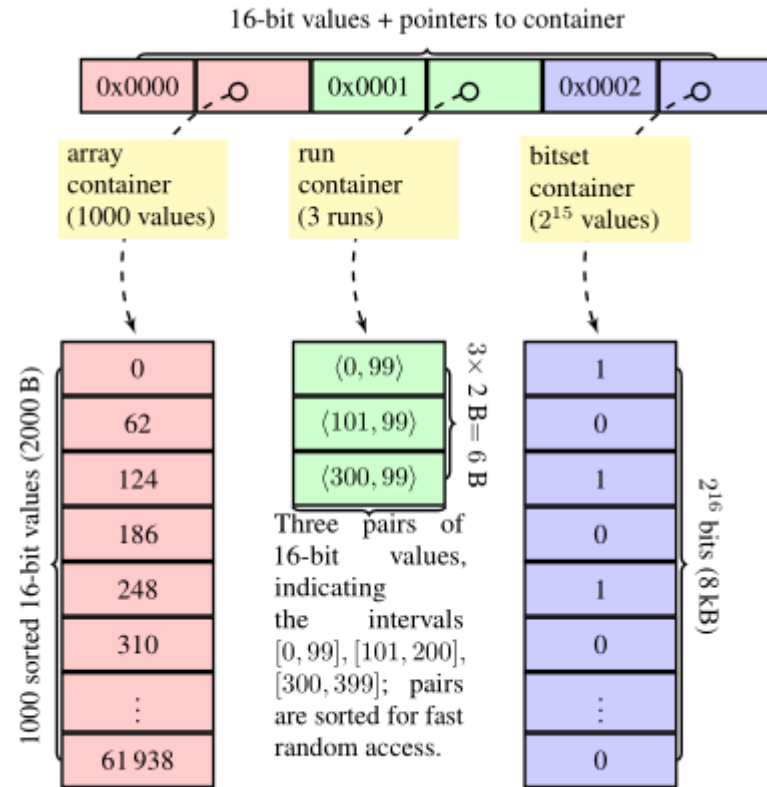 16-bit values + pointers to container
0x0000
0x0001
0x0002
array
container
(1000 values)
run
container
(3 runs)
bitset
container
(2^15 values)
1000 sorted 16-bit values (2000 B)
0
62
124
186
248
310
⋮
61 938
⟨0, 99⟩
⟨101, 99⟩
⟨300, 99⟩
3× 2 B= 6 B
Three pairs of
16-bit values,
indicating
the intervals
[0, 99], [101, 200],
[300, 399]; pairs
are sorted for fast
random access.
1
0
1
0
1
0
⋮
0
2^16 bits (8 kB)